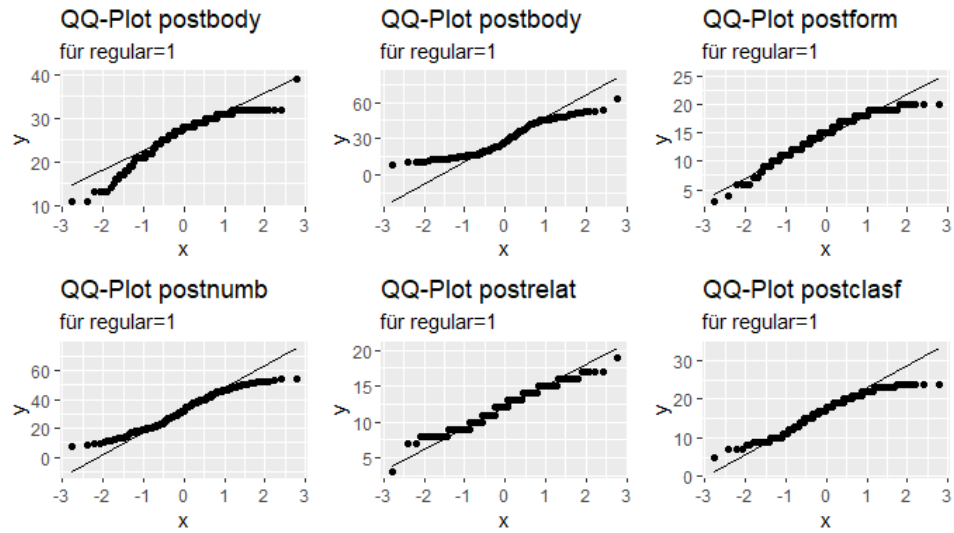 QQ-Plot postbody
für regular=1
40
30
20
10
y
-3 -2 -1 0 1 2 3
x
QQ-Plot postbody
für regular=1
60
30
0
y
-3 -2 -1 0 1 2 3
x
QQ-Plot postform
für regular=1
25
20
15
10
5
y
-3 -2 -1 0 1 2 3
x
QQ-Plot postnumb
für regular=1
60
40
20
0
y
-3 -2 -1 0 1 2 3
x
QQ-Plot postrelat
für regular=1
20
15
10
5
y
-3 -2 -1 0 1 2 3
x
QQ-Plot postclasf
für regular=1
30
20
10
0
y
-3 -2 -1 0 1 2 3
x